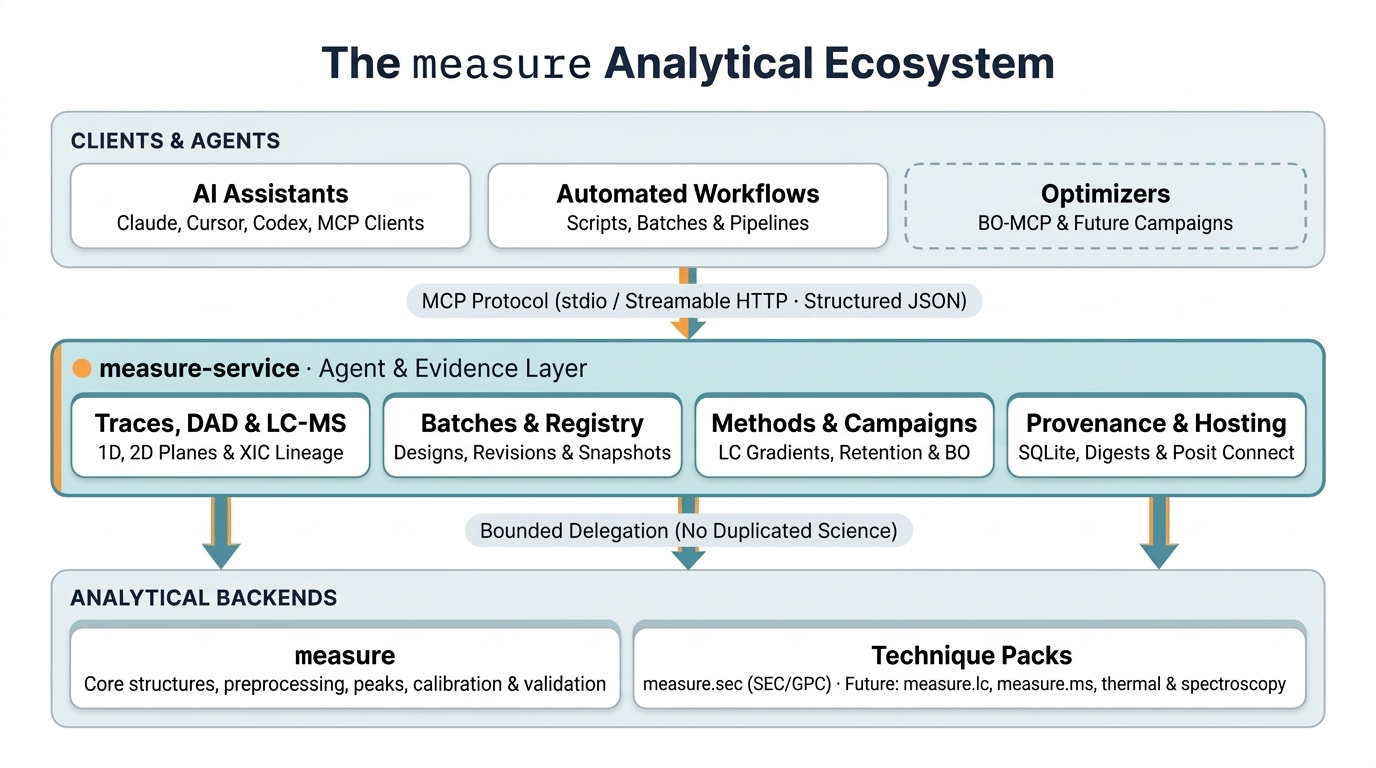 The measure Analytical Ecosystem
CLIENTS & AGENTS
AI Assistants
Claude, Cursor, Codex, MCP Clients
Automated Workflows
Scripts, Batches & Pipelines
Optimizers
BO-MCP & Future Campaigns
MCP Protocol (stdio / Streamable HTTP · Structured JSON)
measure-service · Agent & Evidence Layer
Traces, DAD & LC-MS
1D, 2D Planes & XIC Lineage
Batches & Registry
Designs, Revisions & Snapshots
Methods & Campaigns
LC Gradients, Retention & BO
Provenance & Hosting
SQLite, Digests & Posit Connect
Bounded Delegation (No Duplicated Science)
ANALYTICAL BACKENDS
measure
Core structures, preprocessing, peaks, calibration & validation
Technique Packs
measure.sec (SEC/GPC) · Future: measure.lc, measure.ms, thermal & spectroscopy